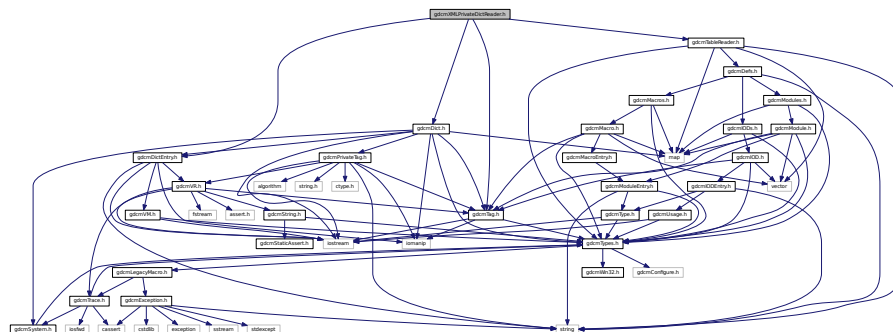 gdcmXMLPrivateDictReader.h
gdcmTableReader.h
gdcmDefs.h
gdcmMacros.h
gdcmModules.h
gdcmDict.h
gdcmMacro.h
gdcmIODs.h
gdcmModule.h
gdcmDictEntry.h
gdcmPrivateTag.h
gdcmMacroEntry.h
map
gdcmIOD.h
gdcmVR.h
algorithm
string.h
ctype.h
gdcmModuleEntry.h
gdcmIODEntry.h
vector
gdcmVM.h
fstream
assert.h
gdcmString.h
gdcmTag.h
gdcmType.h
gdcmUsage.h
gdcmStaticAssert.h
iostream
iomanip
gdcmTypes.h
gdcmLegacyMacro.h
gdcmWin32.h
gdcmConfigure.h
gdcmTrace.h
gdcmException.h
gdcmSystem.h
iosfwd
cassert
cstdlib
exception
sstream
stdexcept
string